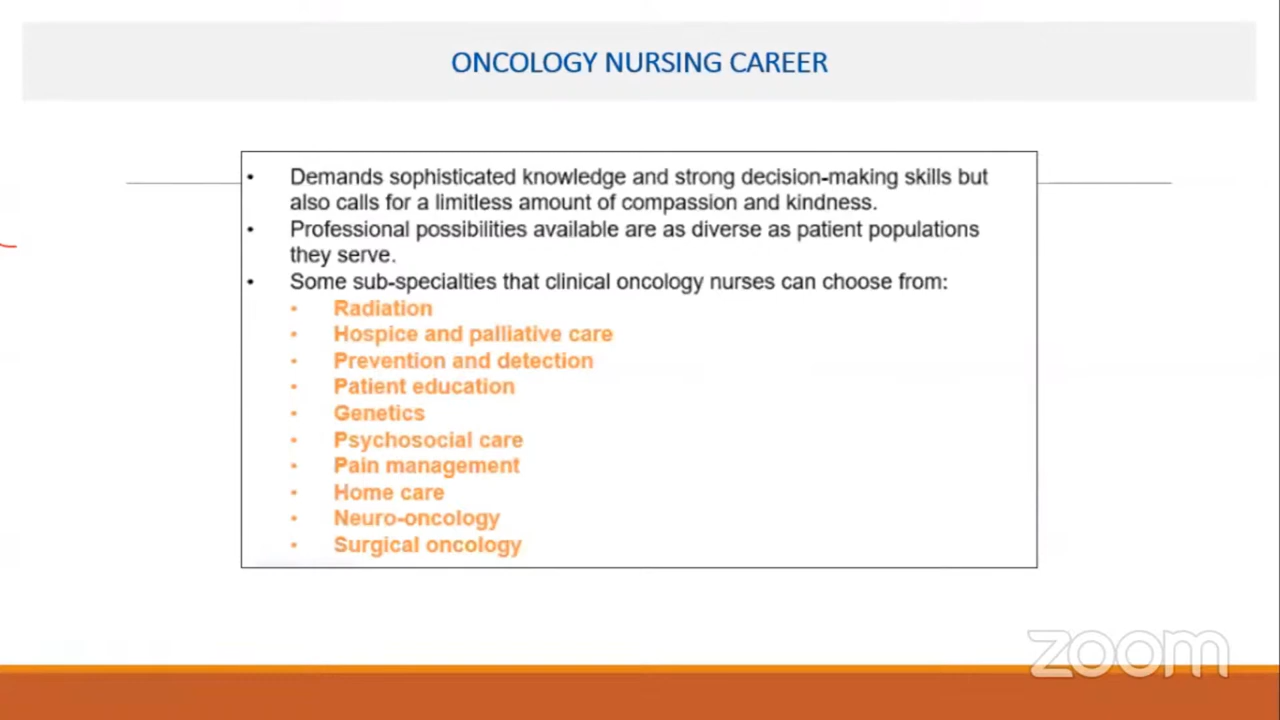 ONCOLOGY NURSING CAREER
• Demands sophisticated knowledge and strong decision-making skills but
also calls for a limitless amount of compassion and kindness.
• Professional possibilities available are as diverse as patient populations
they serve.
• Some sub-specialties that clinical oncology nurses can choose from:
• Radiation
• Hospice and palliative care
• Prevention and detection
• Patient education
• Genetics
• Psychosocial care
• Pain management
• Home care
• Neuro-oncology
• Surgical oncology
zoom